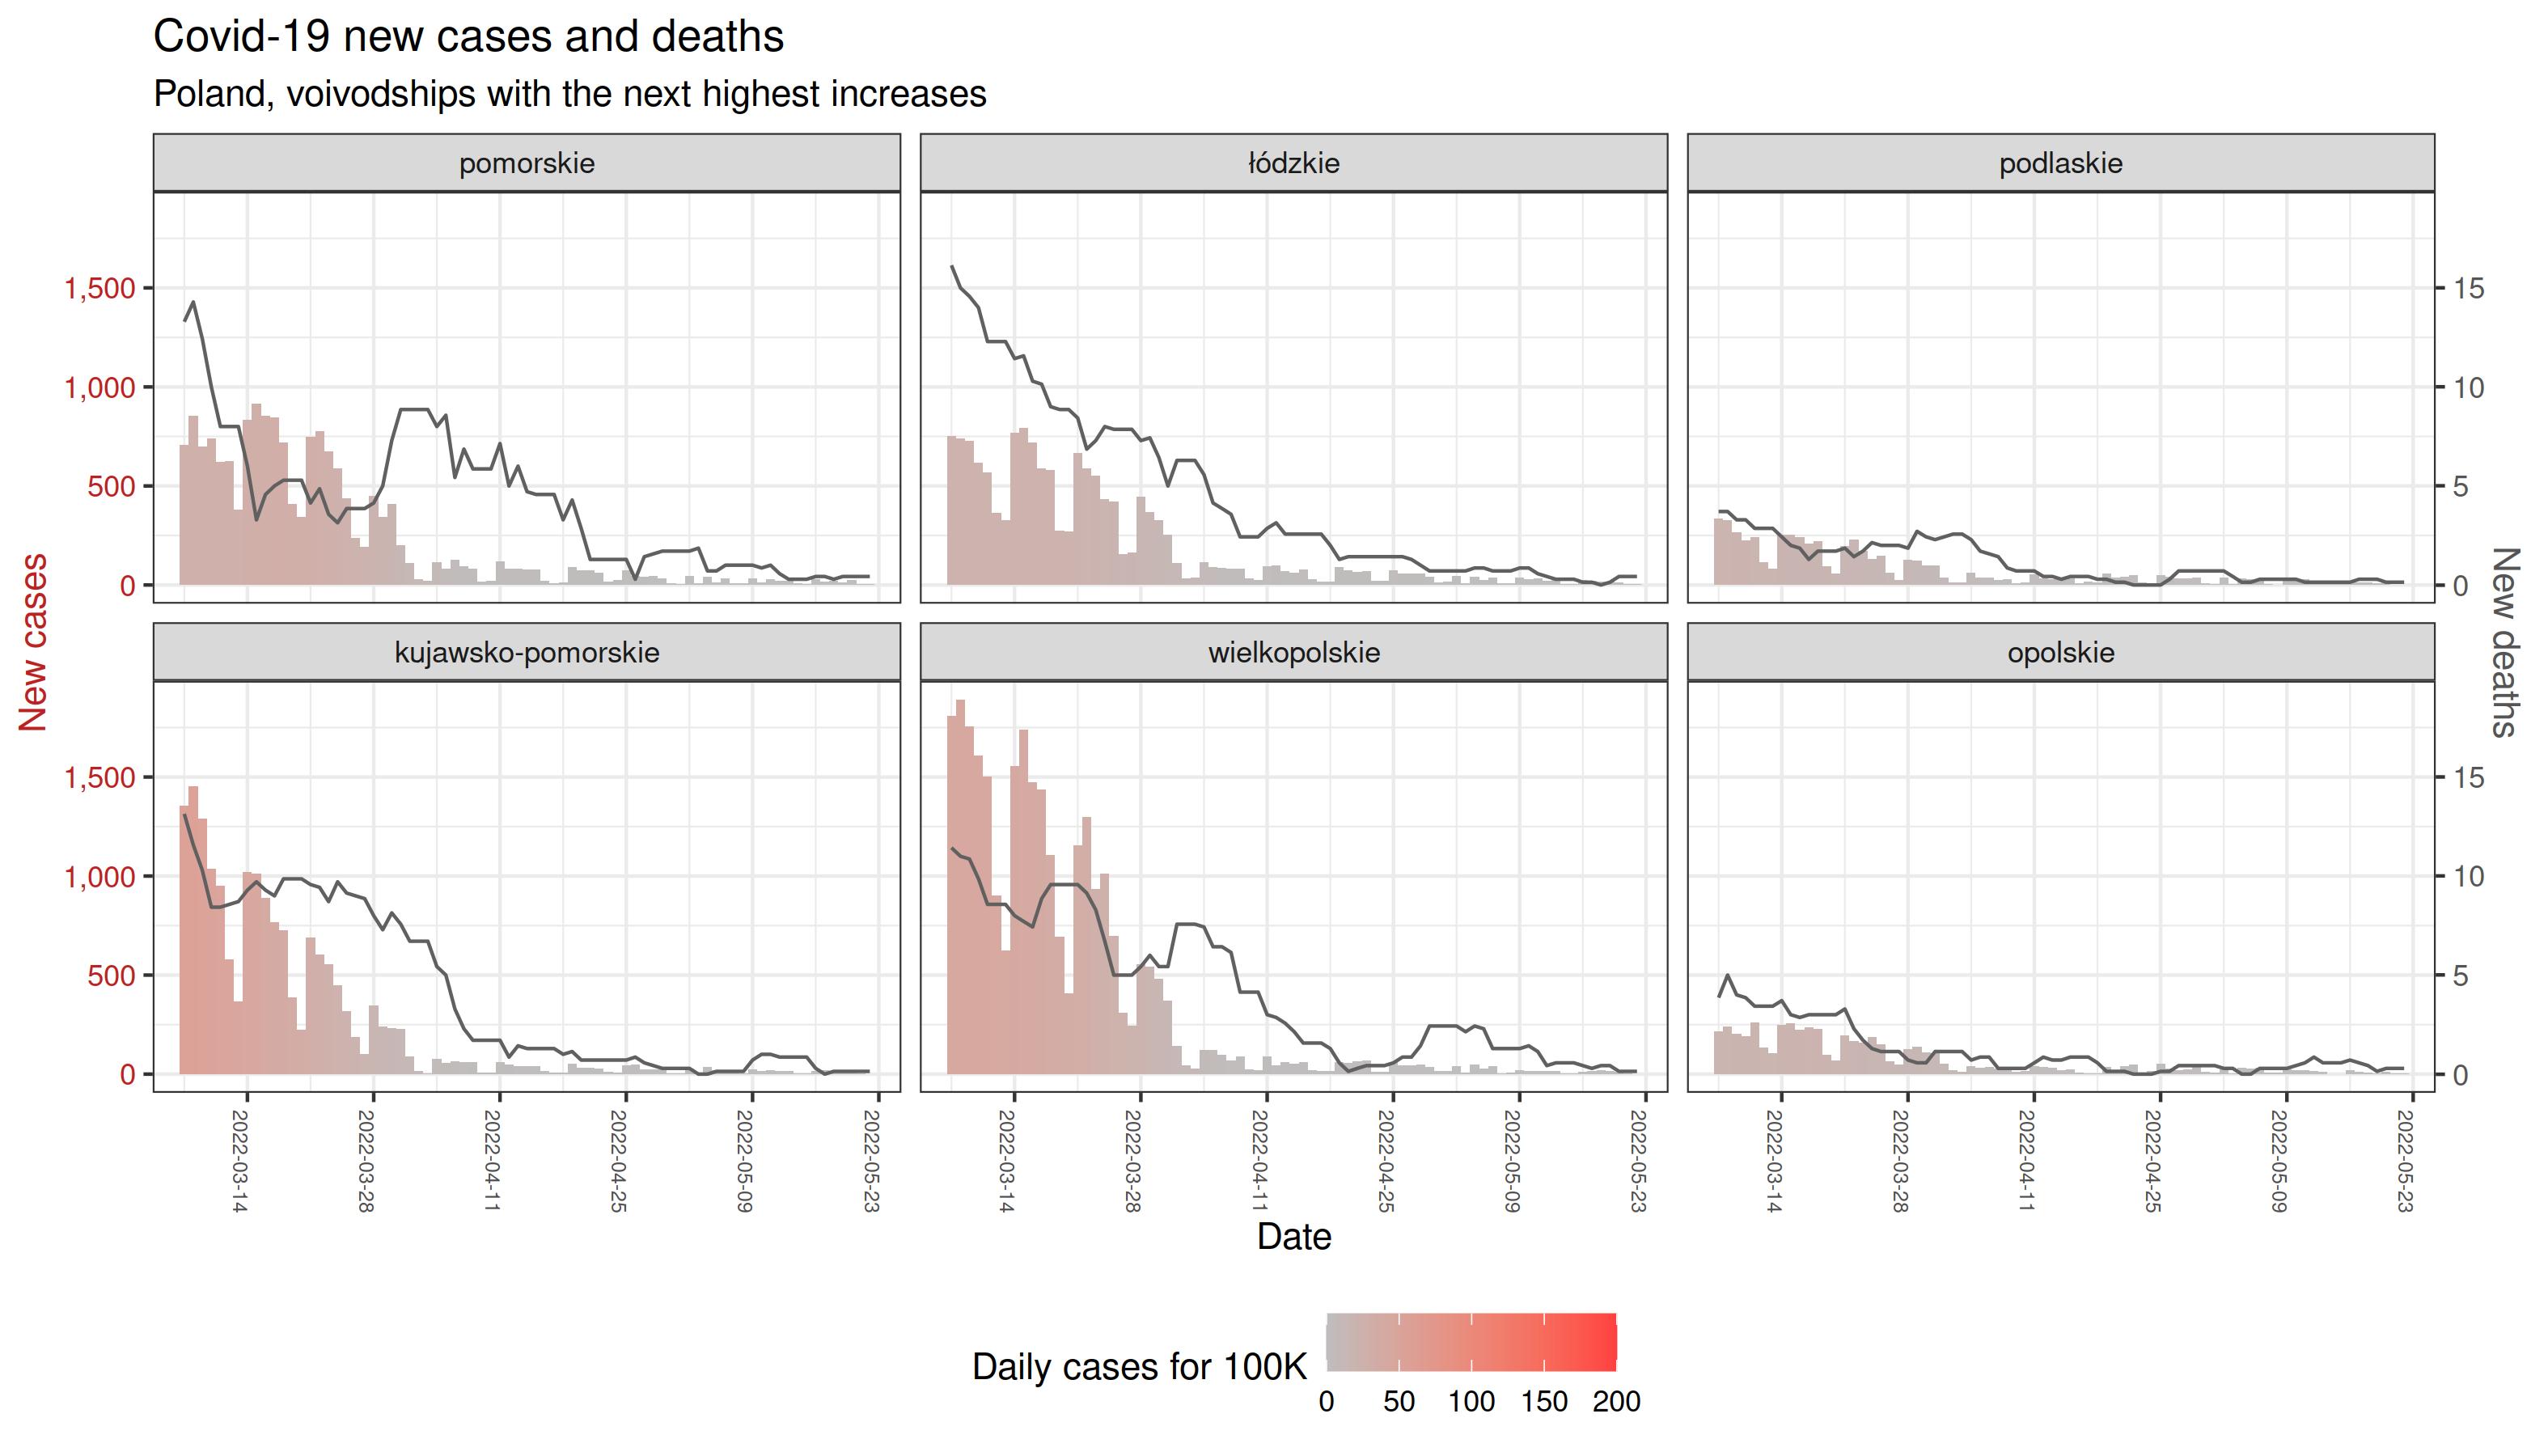 Covid-19 new cases and deaths
Poland, voivodships with the next highest increases
pomorskie
łódzkie
podlaskie
1,500
1,000
500
0
15
10
5
0
kujawsko-pomorskie
wielkopolskie
opolskie
1,500
1,000
500
0
15
10
5
0
New cases
New deaths
2022-03-14
2022-03-28
2022-04-11
2022-04-25
2022-05-09
2022-05-23
2022-03-14
2022-03-28
2022-04-11
2022-04-25
2022-05-09
2022-05-23
2022-03-14
2022-03-28
2022-04-11
2022-04-25
2022-05-09
2022-05-23
Date
Daily cases for 100K
0 50 100 150 200